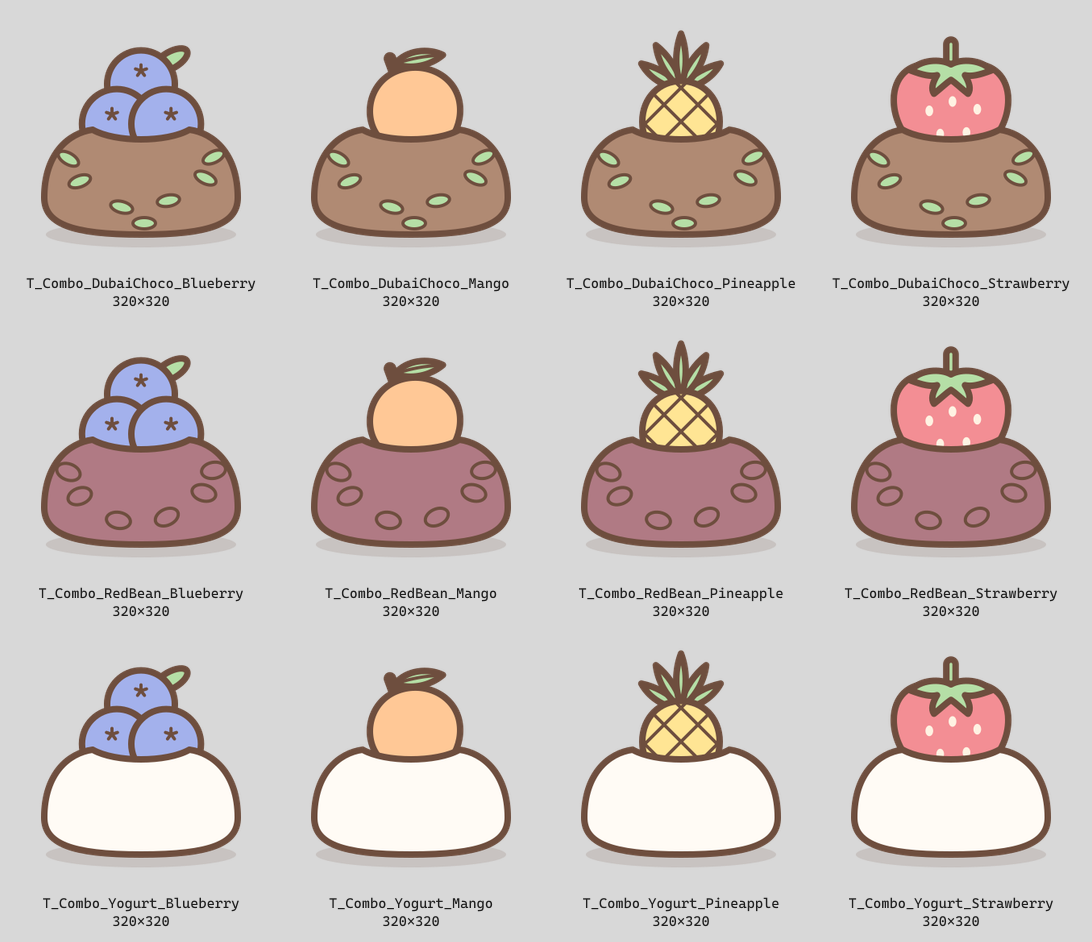 T_Combo_DubaiChoco_Blueberry
320×320
T_Combo_DubaiChoco_Mango
320×320
T_Combo_DubaiChoco_Pineapple
320×320
T_Combo_DubaiChoco_Strawberry
320×320
T_Combo_RedBean_Blueberry
320×320
T_Combo_RedBean_Mango
320×320
T_Combo_RedBean_Pineapple
320×320
T_Combo_RedBean_Strawberry
320×320
T_Combo_Yogurt_Blueberry
320×320
T_Combo_Yogurt_Mango
320×320
T_Combo_Yogurt_Pineapple
320×320
T_Combo_Yogurt_Strawberry
320×320